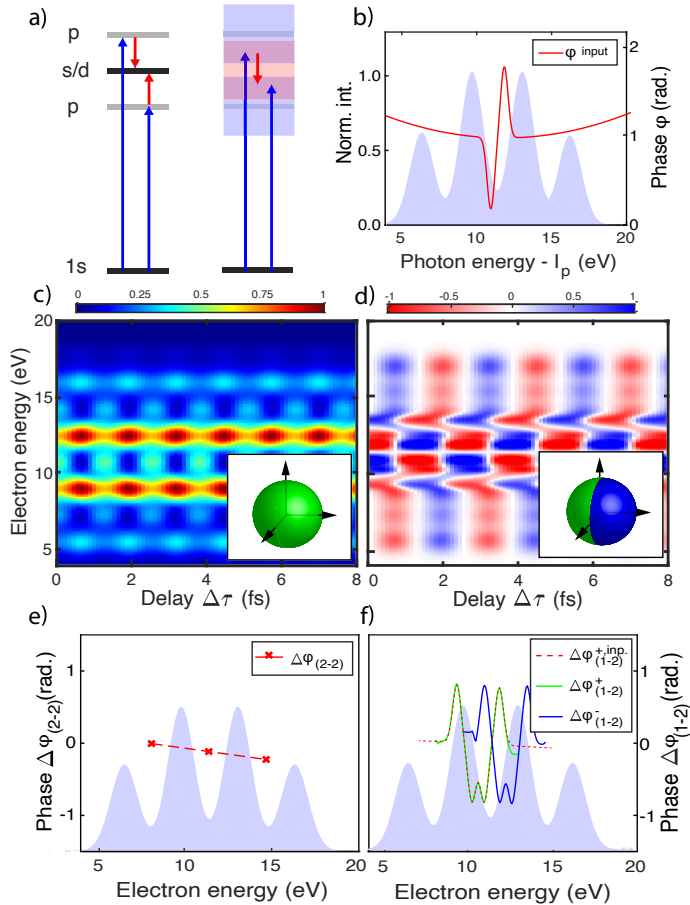 a)
p
s/d
p
1s
b)
φ input
Norm. int.
1.0
0.5
0.0
Phase φ (rad.)
2
1
0
5
10
15
20
Photon energy - Ip (eV)
c)
0
0.25
0.5
0.75
1
Electron energy (eV)
20
15
10
5
0
2
4
6
8
Delay Δτ (fs)
d)
-1
-0.5
0
0.5
1
0
2
4
6
8
Delay Δτ (fs)
e)
Δφ(2-2)
Phase Δφ(2-2)(rad.)
1
0
-1
5
10
15
20
Electron energy (eV)
f)
Δφ+,inp.(1-2)
Δφ+(1-2)
Δφ-(1-2)
Phase Δφ(1-2)(rad.)
1
0
-1
5
10
15
20
Electron energy (eV)